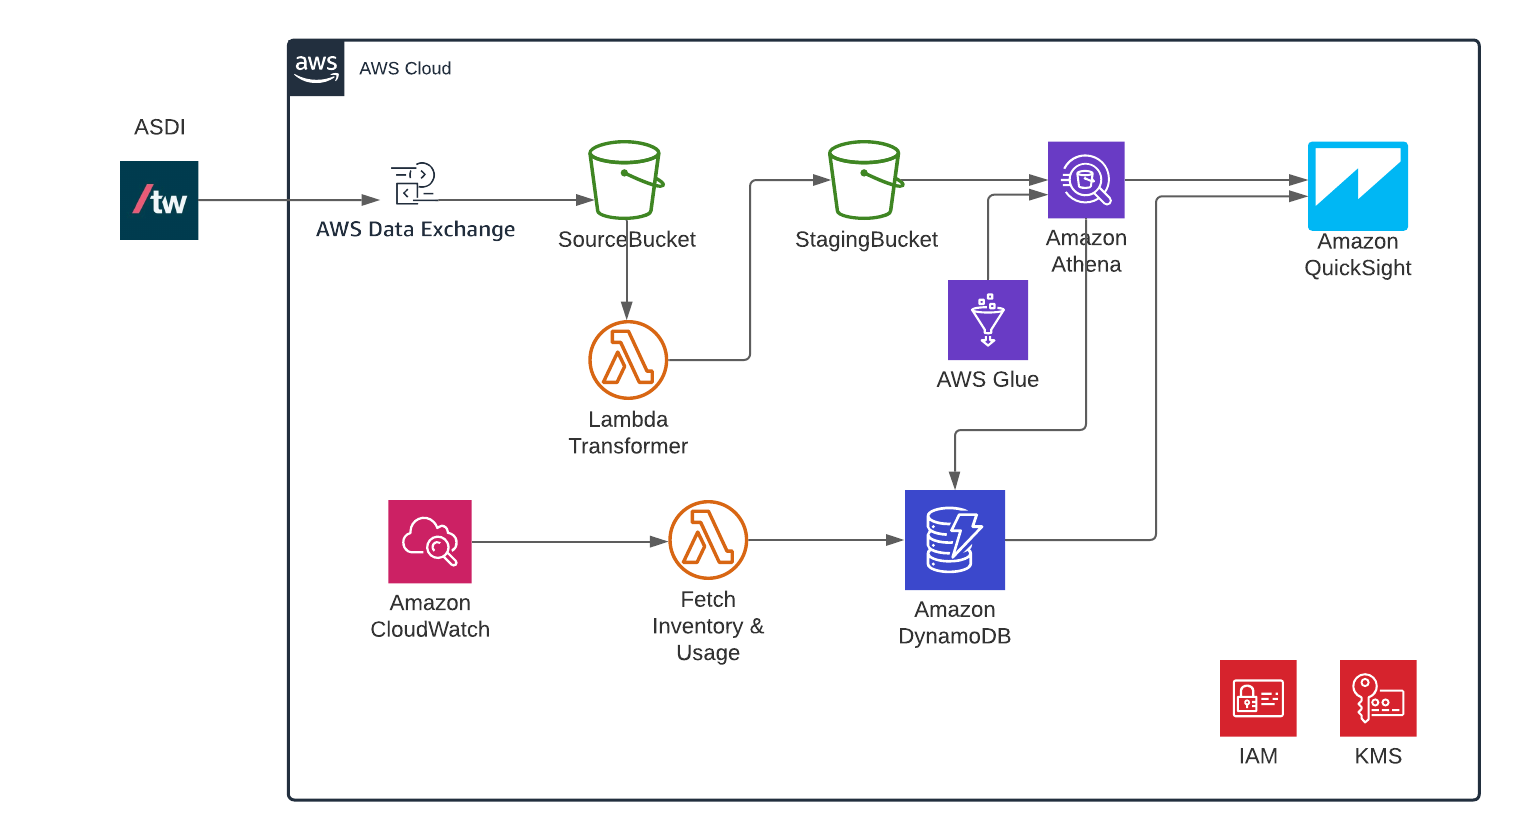 aws
AWS Cloud
ASDI
/tw
AWS Data Exchange
SourceBucket
StagingBucket
Amazon
Athena
Amazon
QuickSight
AWS Glue
Lambda
Transformer
Amazon
CloudWatch
Fetch
Inventory &
Usage
Amazon
DynamoDB
IAM
KMS